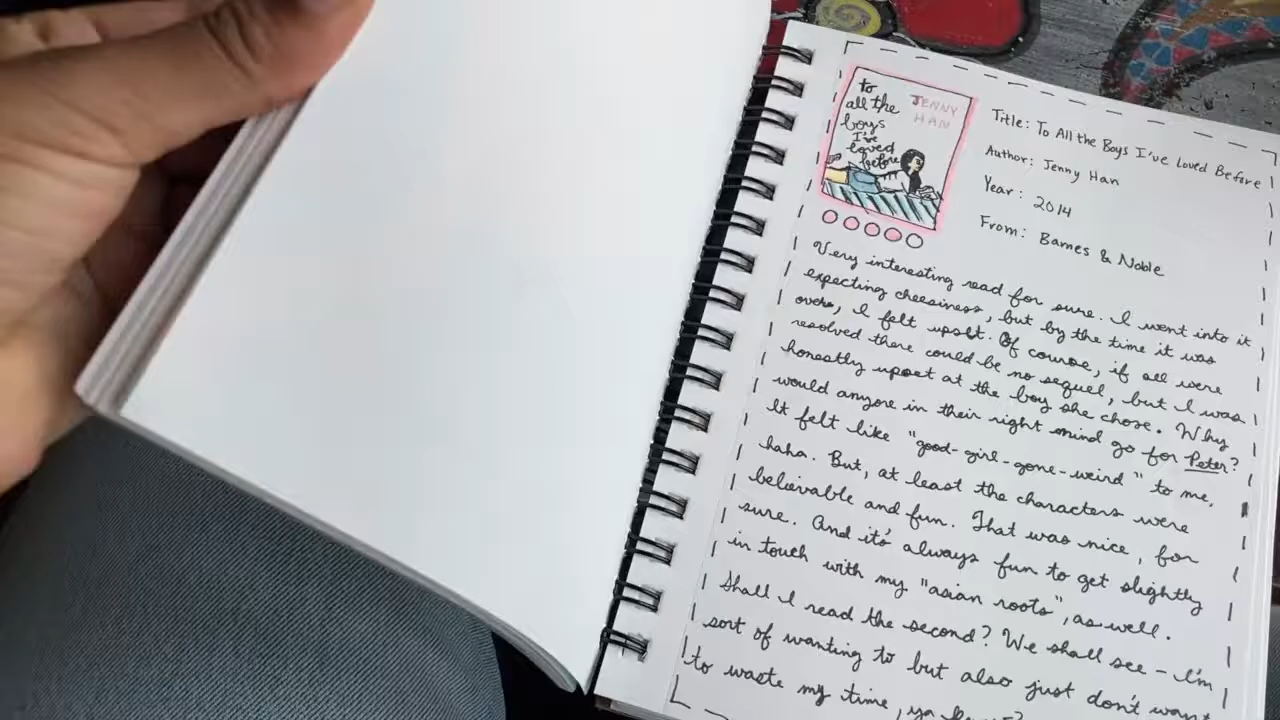 to
all the
boys
I've
loved
before
JENNY
HAN
Title: To All the Boys I've Loved Before
Author: Jenny Han
Year: 2014
From: Barnes & Noble
Very interesting read for sure. I went into it
expecting cheesiness, but by the time it was
over, I felt upset. Of course, if all were
resolved there could be no sequel, but I was
honestly upset at the boy she chose. Why
would anyone in their right mind go for Peter?
It felt like "good-girl-gone-weird" to me,
haha. But, at least the characters were
believable and fun. That was nice, for
sure. And it's always fun to get slightly
in touch with my "asian roots", as well.
Shall I read the second? We shall see - I'm
sort of wanting to but also just don't want
to waste my time, ya know?